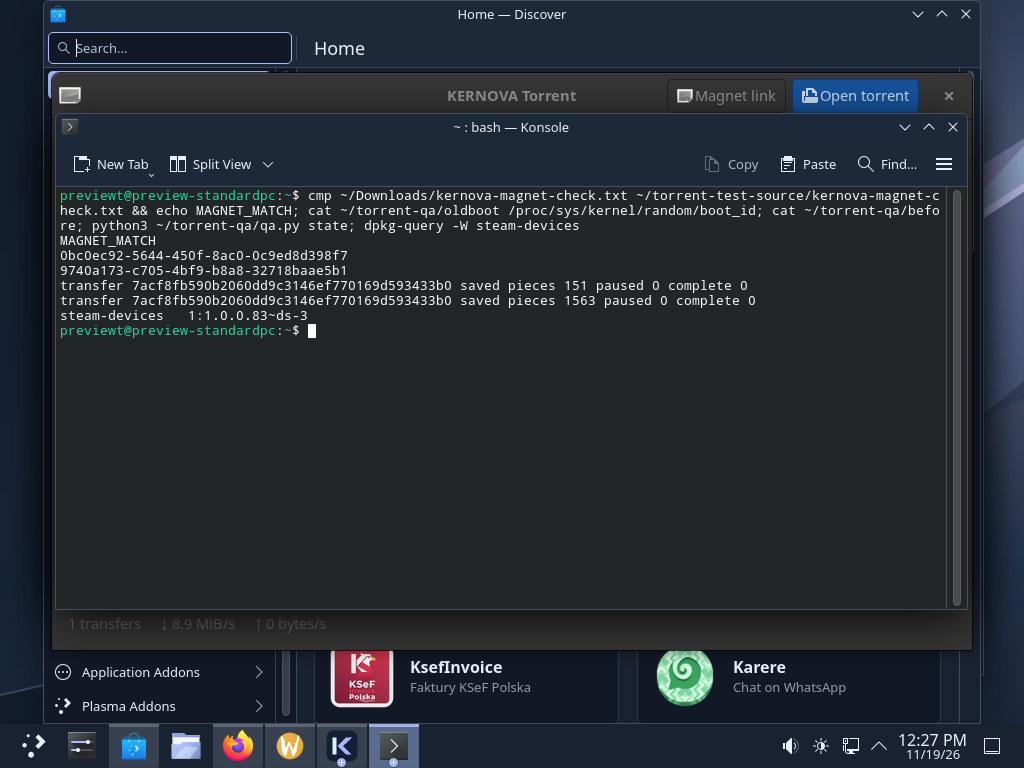 Home — Discover
Search...
Home
KERNOVA Torrent
Magnet link
Open torrent
~ : bash — Konsole
New Tab
Split View
Copy
Paste
Find...
previewt@preview-standardpc:~$ cmp ~/Downloads/kernova-magnet-check.txt ~/torrent-test-source/kernova-magnet-c
heck.txt && echo MAGNET_MATCH; cat ~/torrent-qa/oldboot /proc/sys/kernel/random/boot_id; cat ~/torrent-qa/befo
re; python3 ~/torrent-qa/qa.py state; dpkg-query -W steam-devices
MAGNET_MATCH
0bc0ec92-5644-450f-8ac0-0c9ed8d398f7
9740a173-c705-4bf9-b8a8-32718baae5b1
transfer 7acf8fb590b2060dd9c3146ef770169d593433b0 saved pieces 151 paused 0 complete 0
transfer 7acf8fb590b2060dd9c3146ef770169d593433b0 saved pieces 1563 paused 0 complete 0
steam-devices   1:1.0.0.83~ds-3
previewt@preview-standardpc:~$
1 transfers ↓ 8.9 MiB/s ↑ 0 bytes/s
Application Addons
Plasma Addons
KSeF
Invoice
Polska
KsefInvoice
Faktury KSeF Polska
Karere
Chat on WhatsApp
12:27 PM
11/19/26